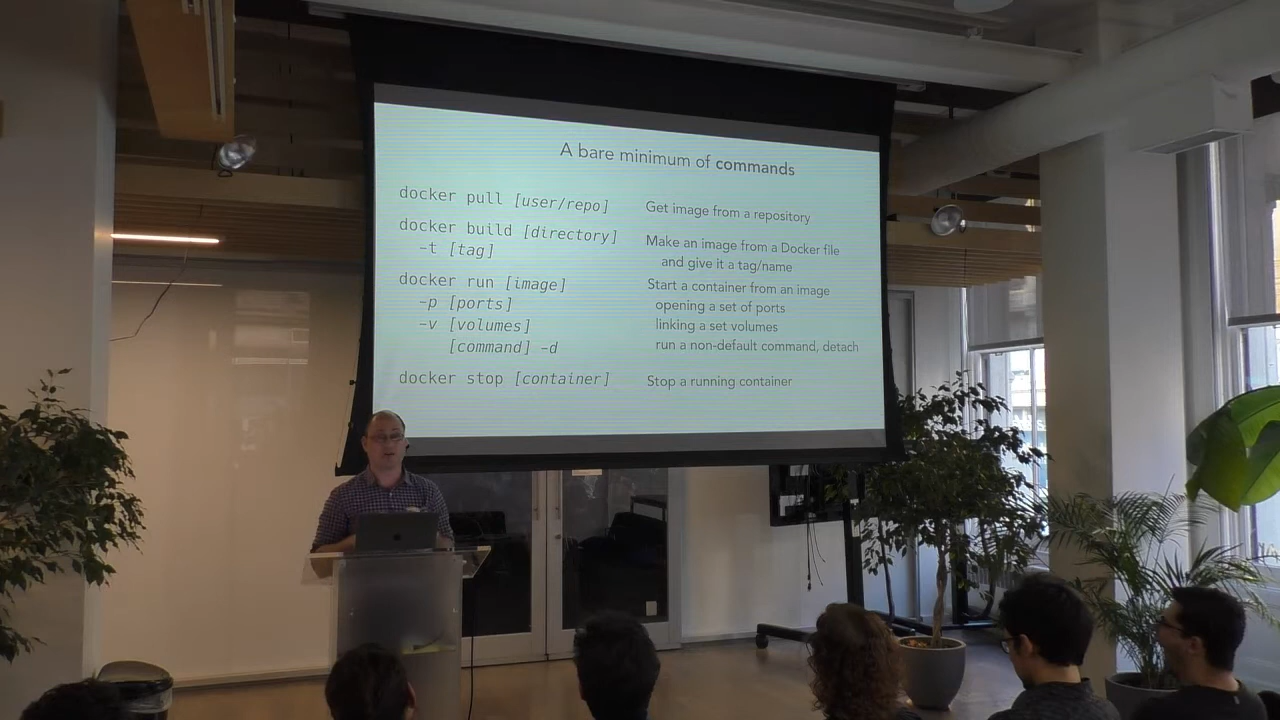 A bare minimum of commands
docker pull [user/repo] Get image from a repository
docker build [directory] Make an image from a Docker file
-t [tag] and give it a tag/name
docker run [image] Start a container from an image
-p [ports] opening a set of ports
-v [volumes] linking a set volumes
[command] -d run a non-default command, detach
docker stop [container] Stop a running container